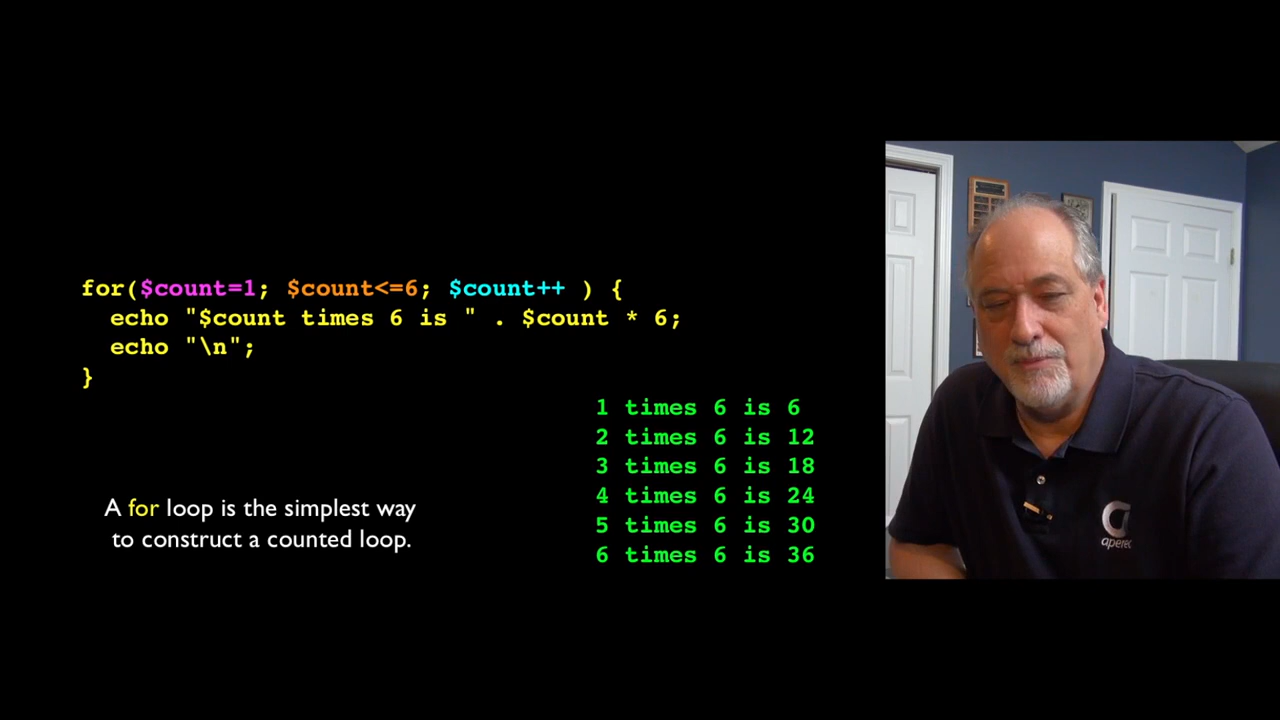 for($count=1; $count<=6; $count++ ) {
  echo "$count times 6 is " . $count * 6;
  echo "\n";
}
1 times 6 is 6
2 times 6 is 12
3 times 6 is 18
4 times 6 is 24
5 times 6 is 30
6 times 6 is 36
A for loop is the simplest way
to construct a counted loop.
apereo